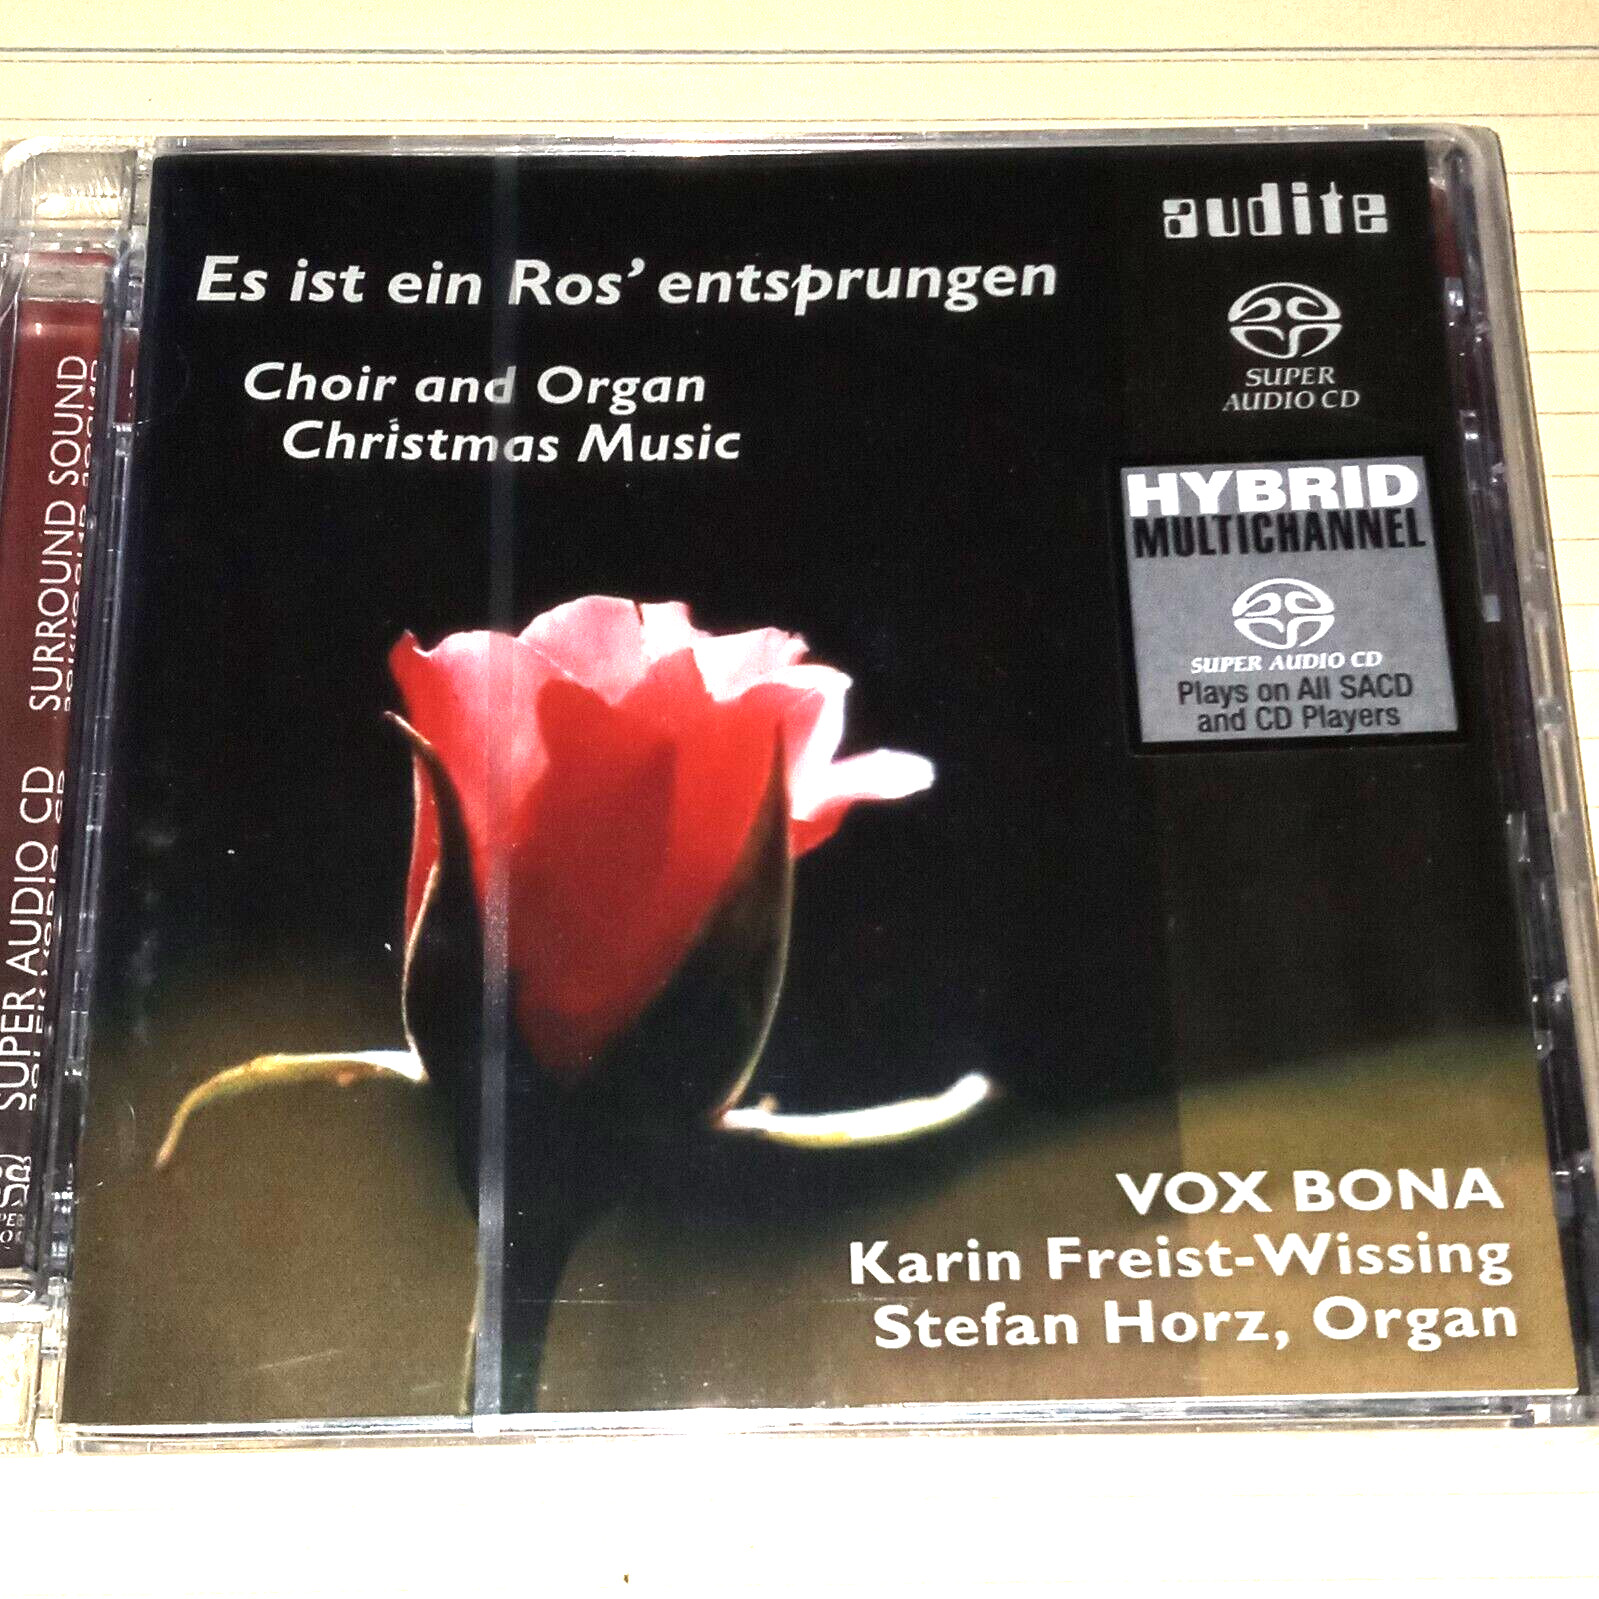 audite
Es ist ein Ros' entsprungen
Choir and Organ
Christmas Music
SUPER
AUDIO CD
HYBRID
MULTICHANNEL
SUPER AUDIO CD
Plays on All SACD
and CD Players
VOX BONA
Karin Freist-Wissing
Stefan Horz, Organ
SUPER AUDIO CD SURROUND SOUND